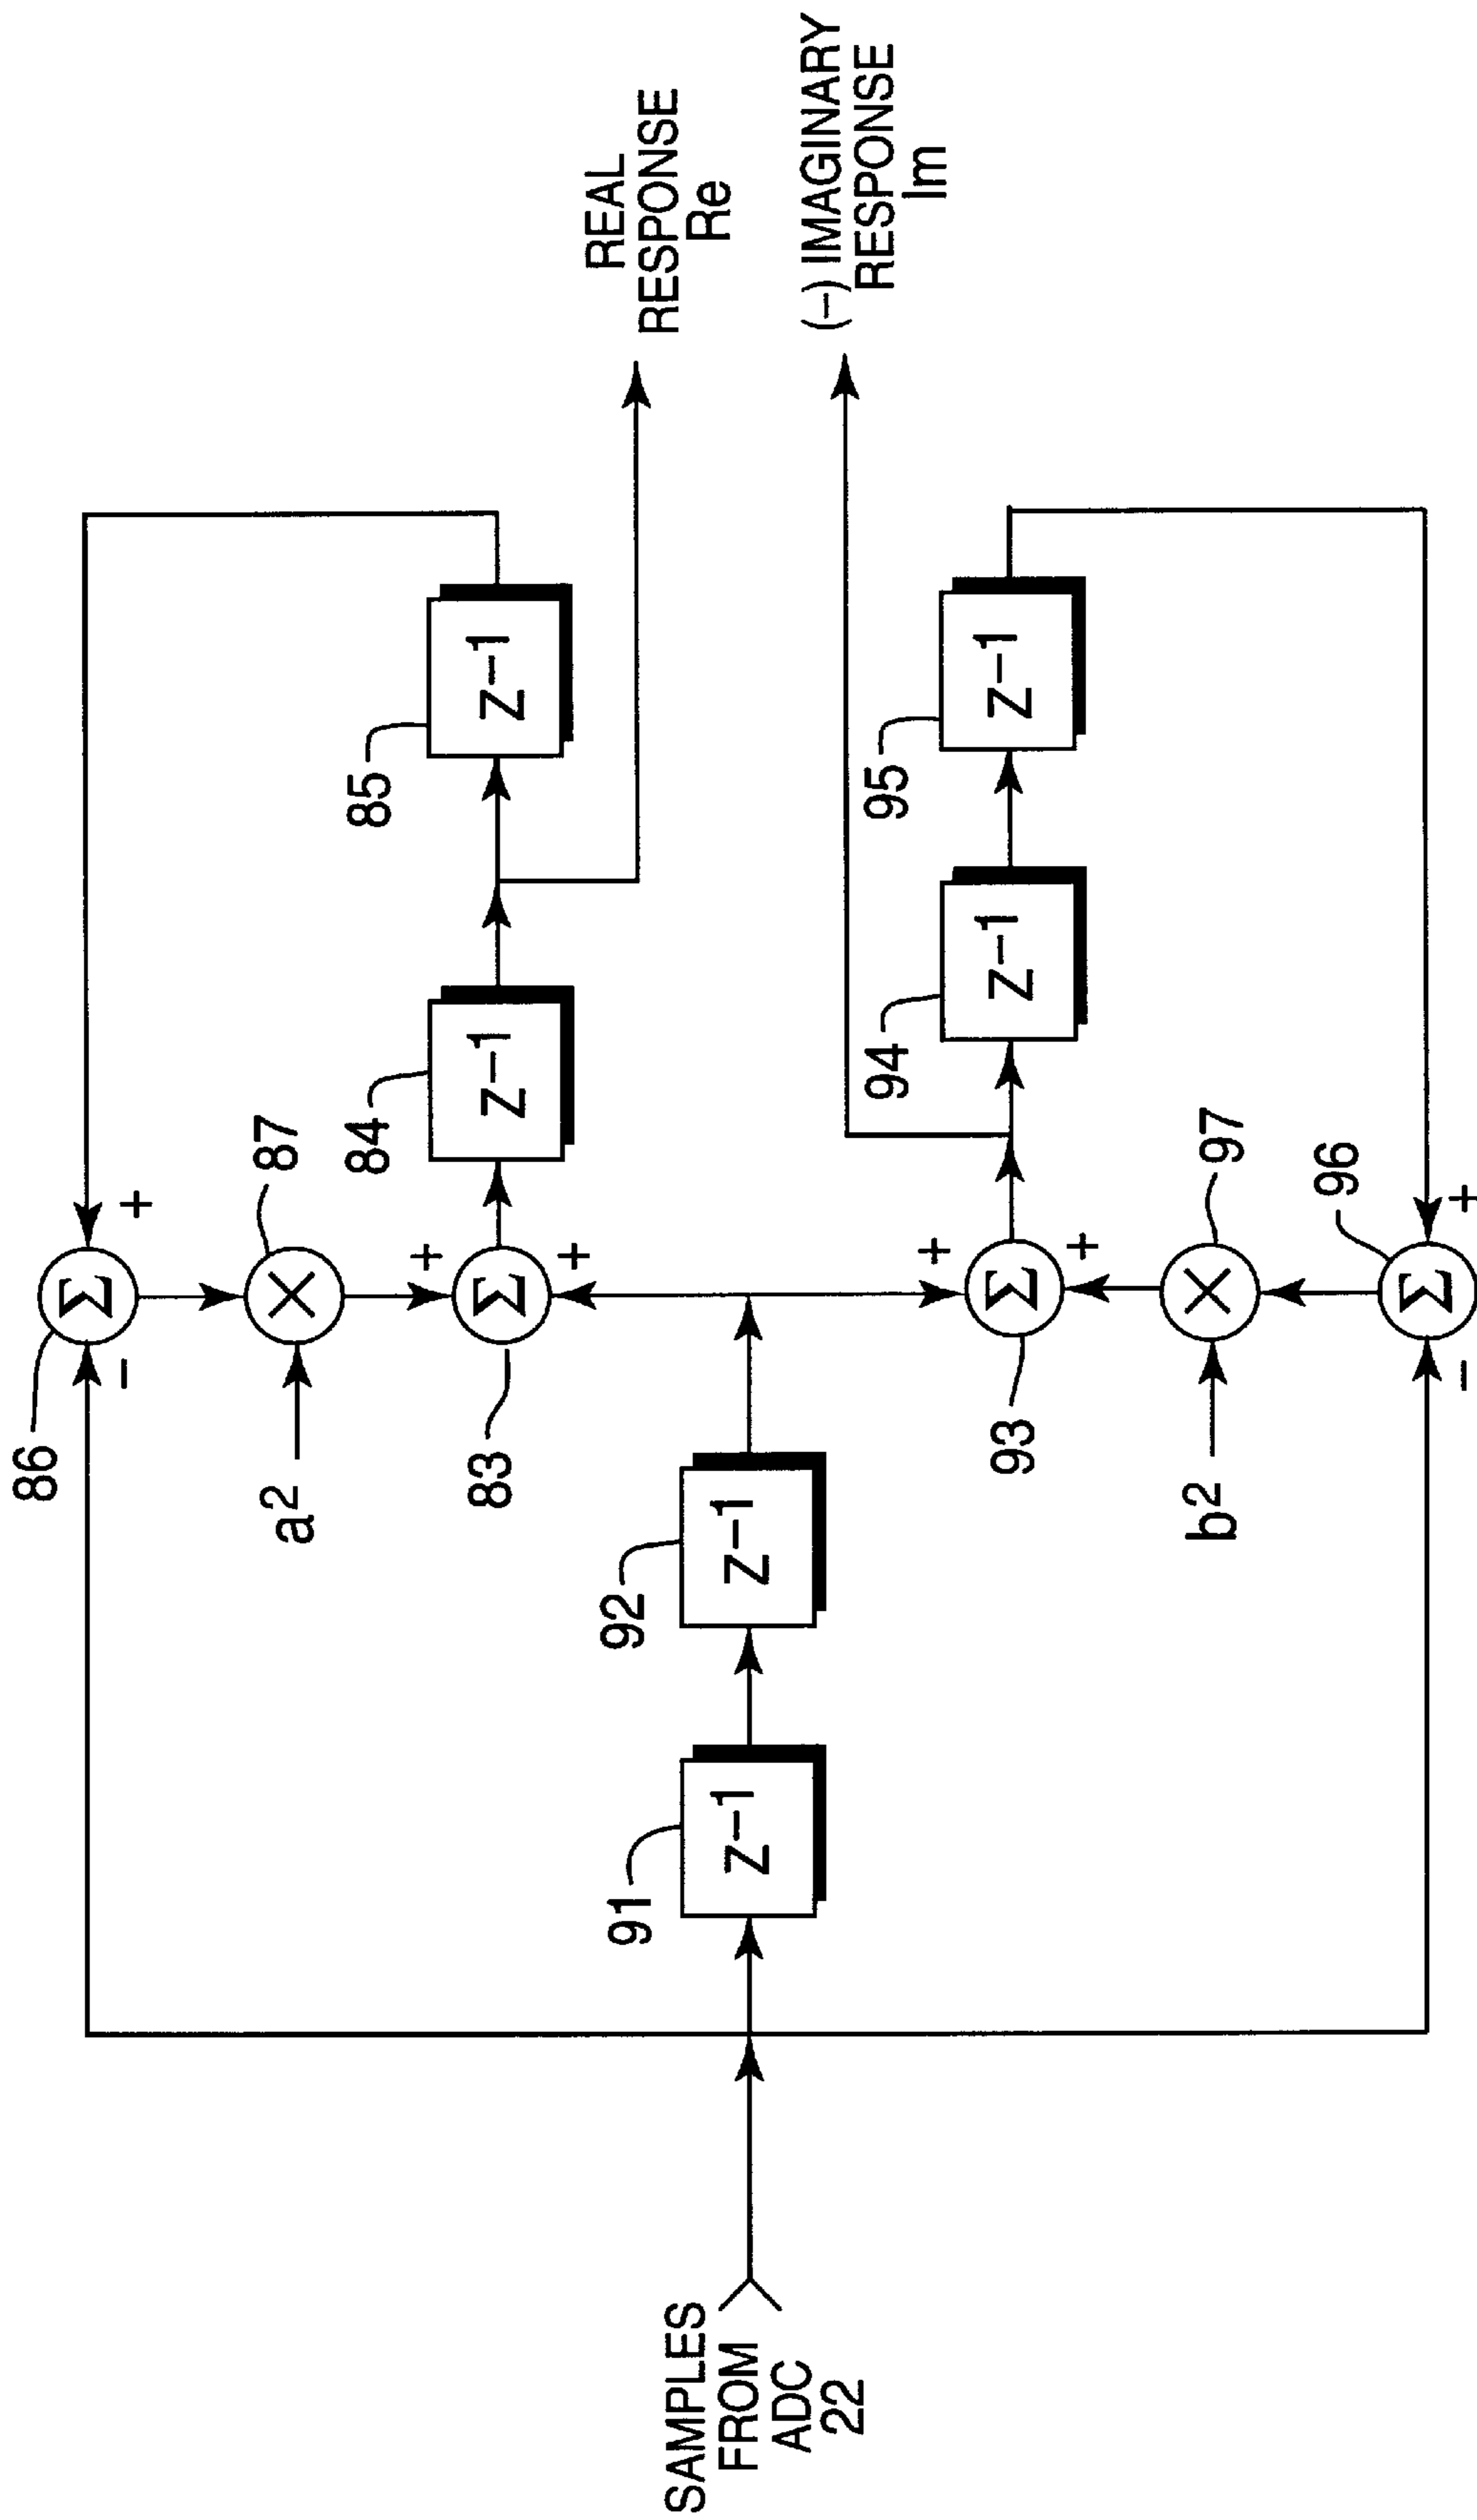 86
+
−
87
a²
×
Σ
83
+
+
Σ
84
z⁻¹
85
z⁻¹
REAL
RESPONSE
Re
(−) IMAGINARY
RESPONSE
Im
SAMPLES
FROM
ADC
22
91
z⁻¹
92
z⁻¹
93
+
+
Σ
94
z⁻¹
95
z⁻¹
97
b²
×
96
+
−
Σ